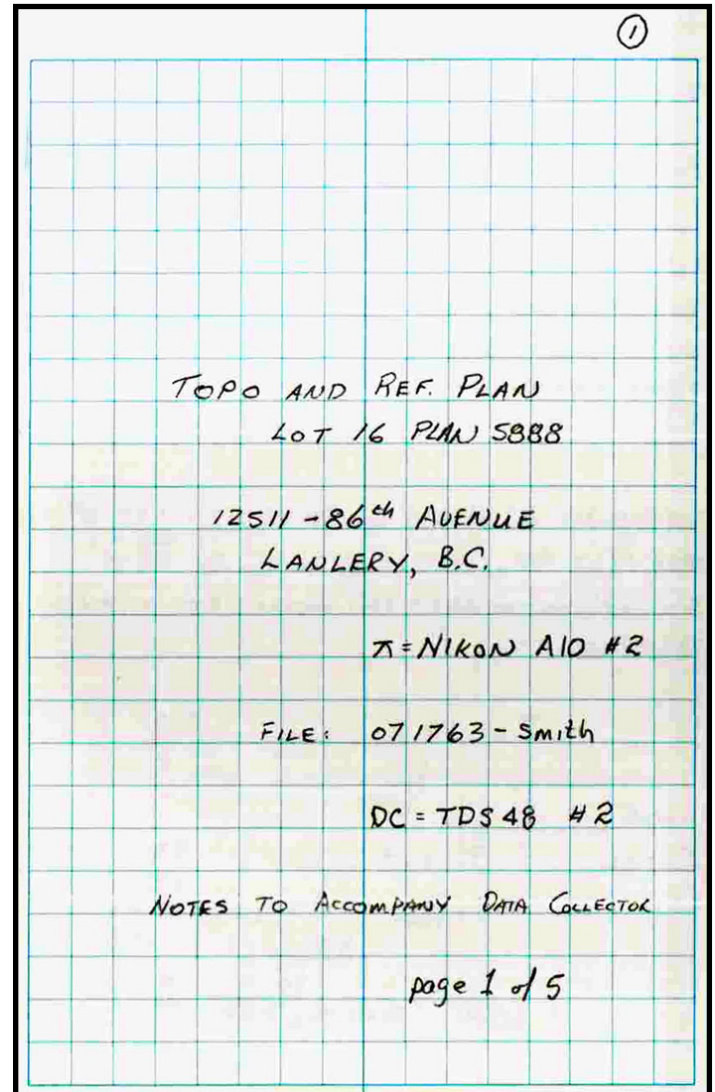 1
TOPO AND REF. PLAN
LOT 16 PLAN 5888
12511 - 86th AVENUE
LANLERY, B.C.
π = NIKON A10 #2
FILE: 071763 - Smith
DC = TDS 48 #2
NOTES TO ACCOMPANY DATA COLLECTOR
page 1 of 5